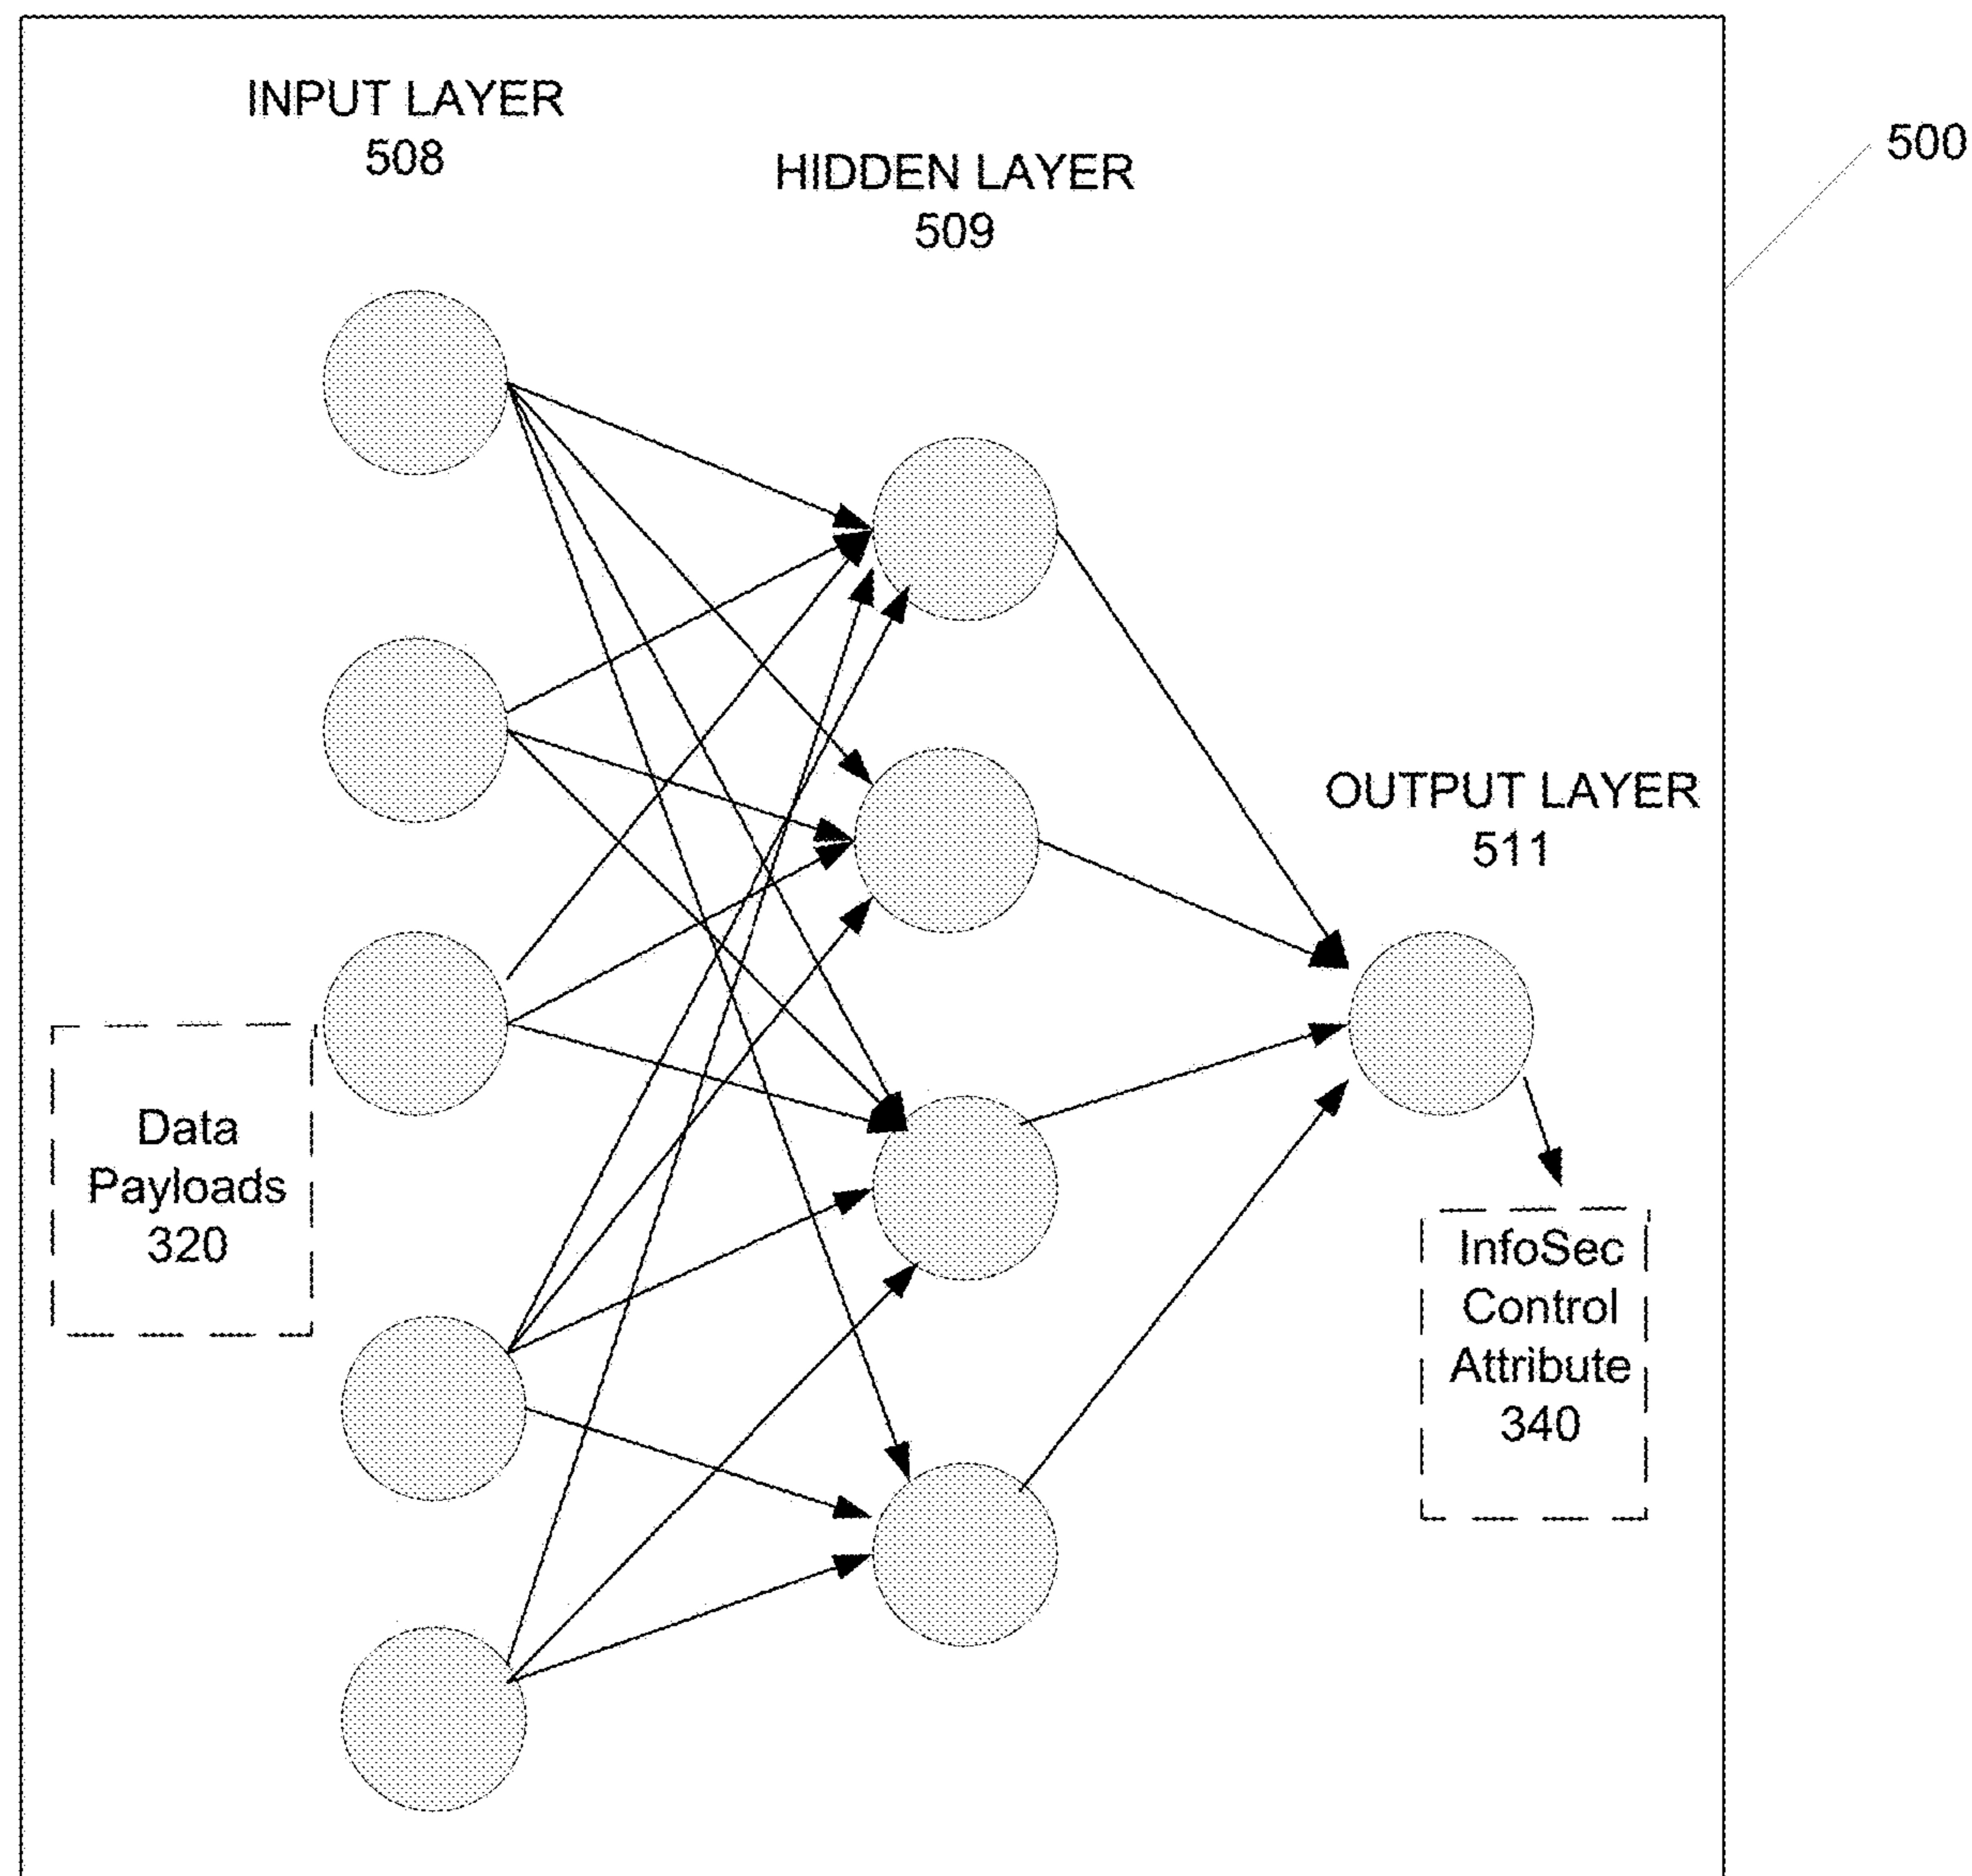 INPUT LAYER
508
HIDDEN LAYER
509
500
OUTPUT LAYER
511
Data
Payloads
320
InfoSec
Control
Attribute
340